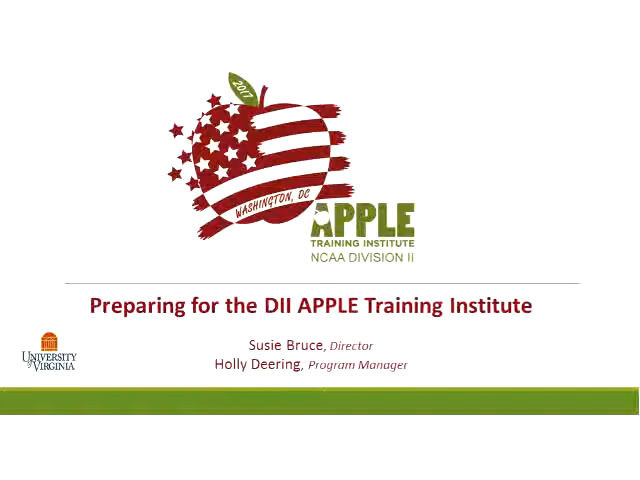 2017
WASHINGTON, DC
APPLE
TRAINING INSTITUTE
NCAA DIVISION II
Preparing for the DII APPLE Training Institute
Susie Bruce, Director
Holly Deering, Program Manager
UNIVERSITY
of VIRGINIA